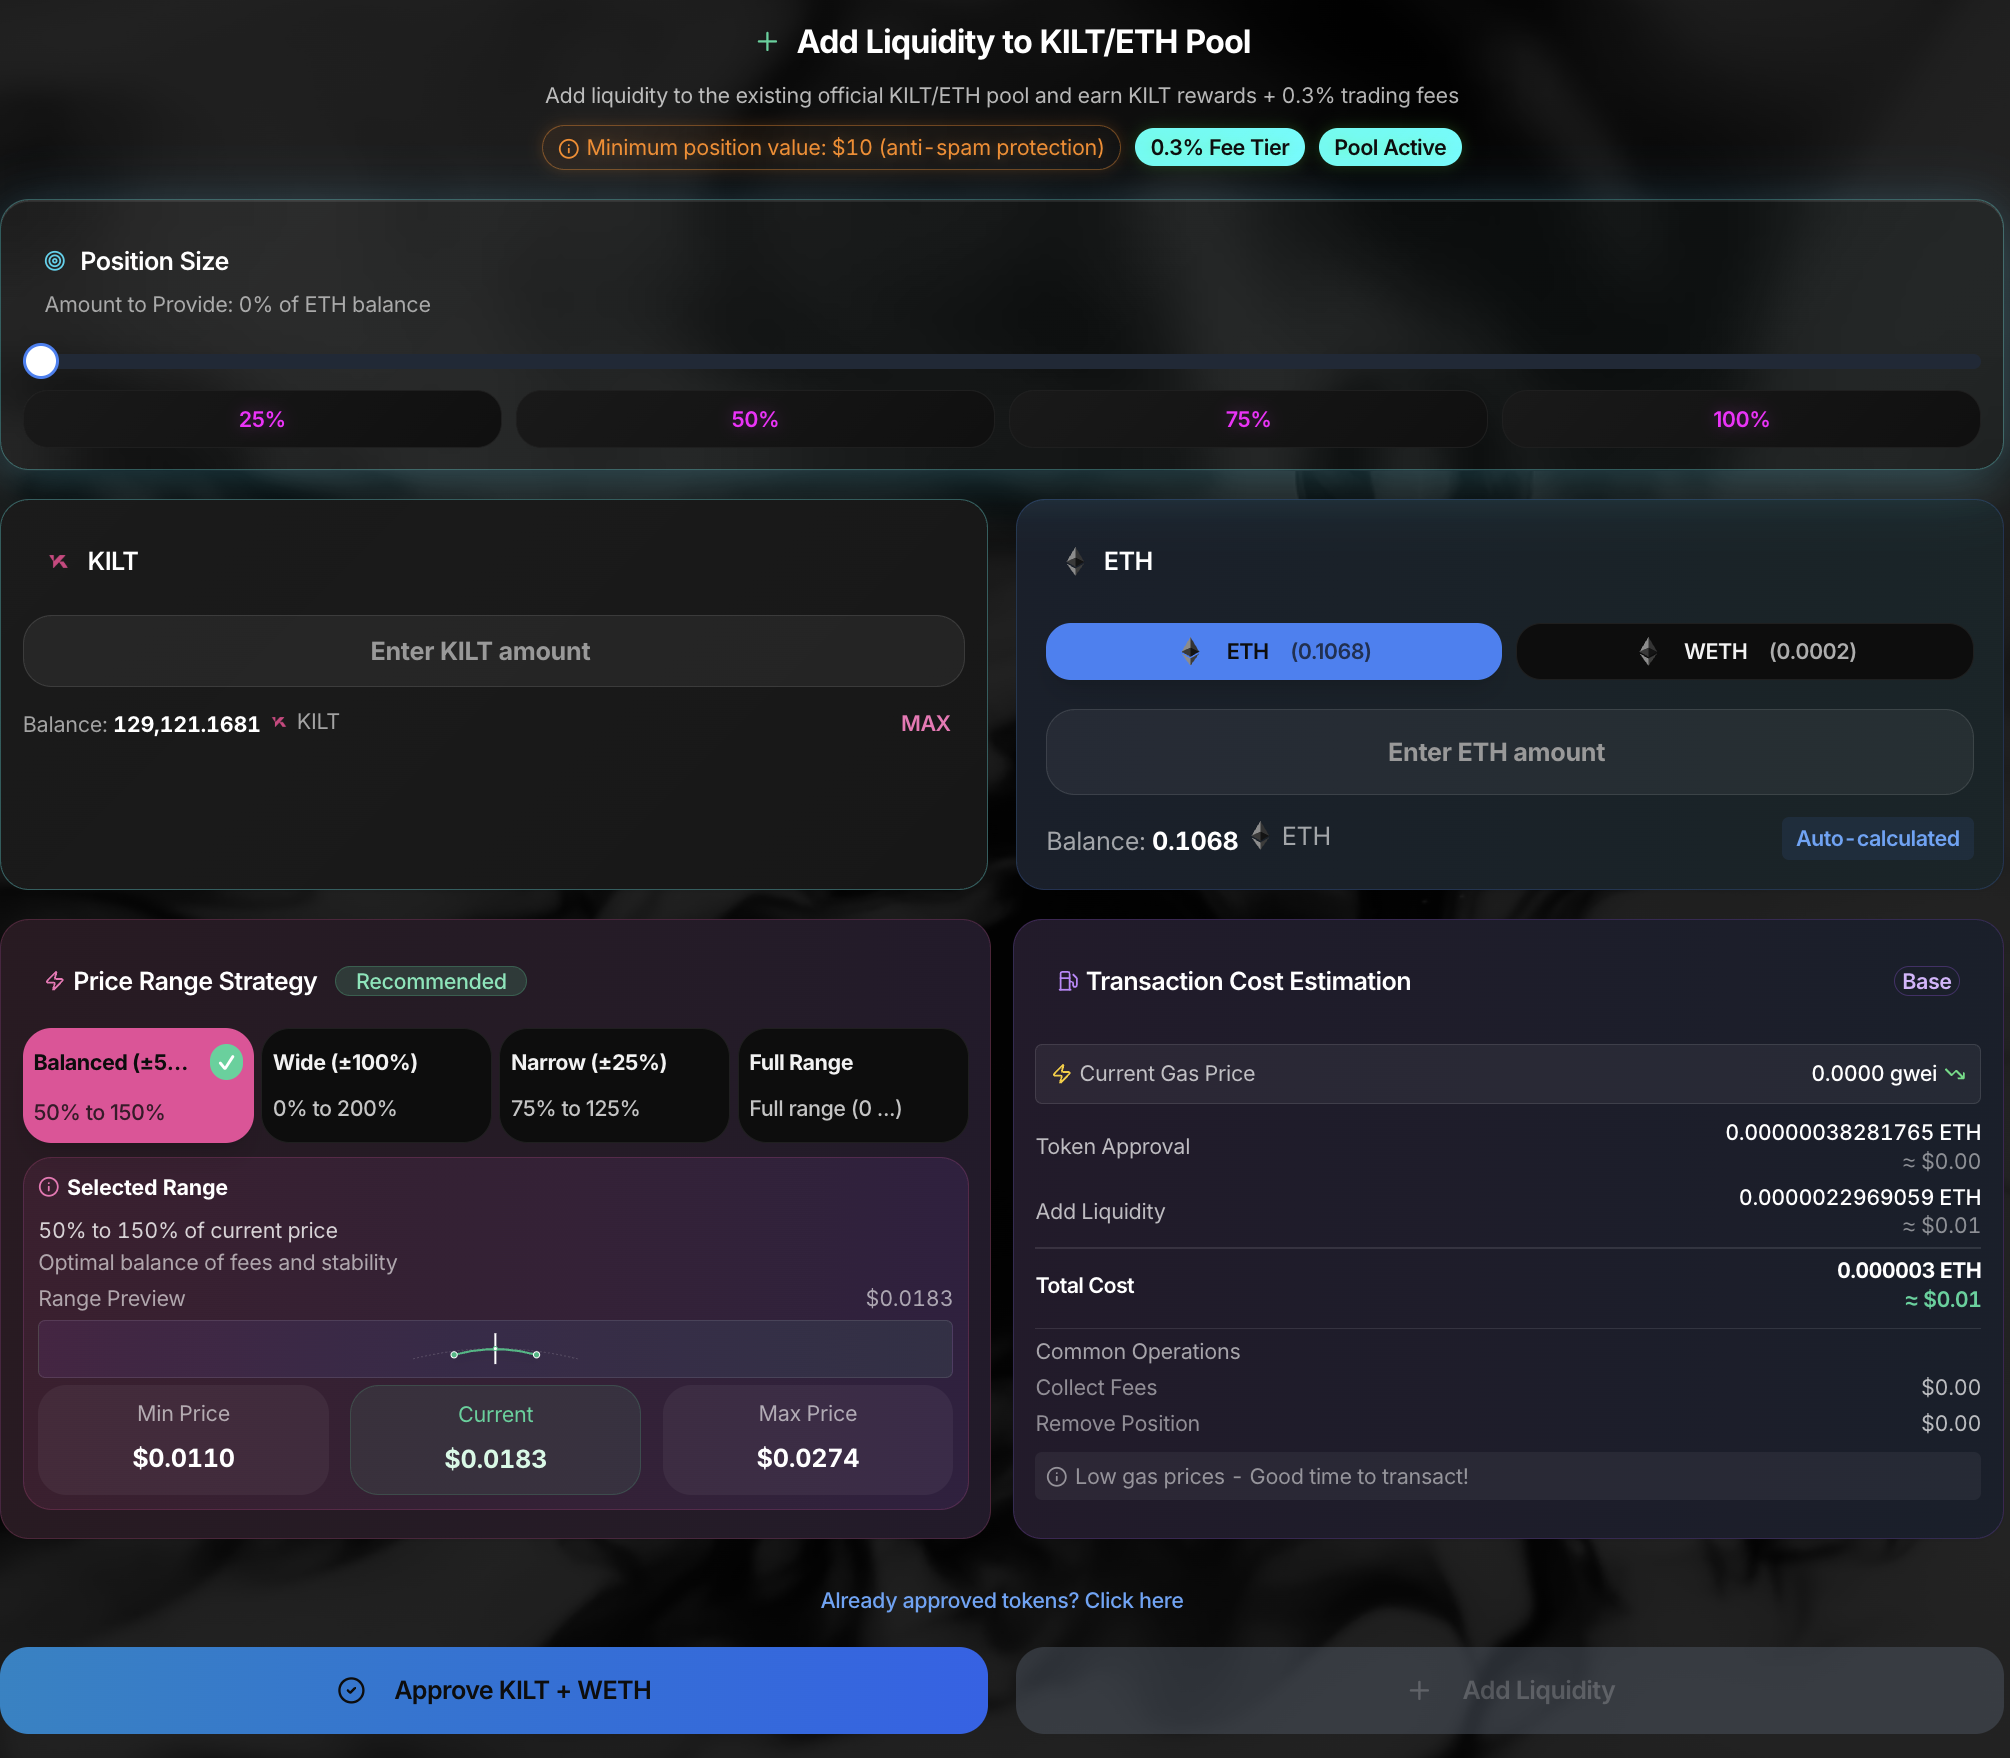 Add Liquidity to KILT/ETH Pool
Add liquidity to the existing official KILT/ETH pool and earn KILT rewards + 0.3% trading fees
Minimum position value: $10 (anti-spam protection)
0.3% Fee Tier
Pool Active
Position Size
Amount to Provide: 0% of ETH balance
25%
50%
75%
100%
KILT
Enter KILT amount
Balance: 129,121.1681 KILT
MAX
ETH
ETH (0.1068)
WETH (0.0002)
Enter ETH amount
Balance: 0.1068 ETH
Auto-calculated
Price Range Strategy
Recommended
Balanced (±5...
50% to 150%
Wide (±100%)
0% to 200%
Narrow (±25%)
75% to 125%
Full Range
Full range (0 ...)
Selected Range
50% to 150% of current price
Optimal balance of fees and stability
Range Preview
$0.0183
Min Price
$0.0110
Current
$0.0183
Max Price
$0.0274
Transaction Cost Estimation
Base
Current Gas Price
0.0000 gwei
Token Approval
0.00000038281765 ETH
≈ $0.00
Add Liquidity
0.0000022969059 ETH
≈ $0.01
Total Cost
0.000003 ETH
≈ $0.01
Common Operations
Collect Fees
$0.00
Remove Position
$0.00
Low gas prices - Good time to transact!
Already approved tokens? Click here
Approve KILT + WETH
Add Liquidity